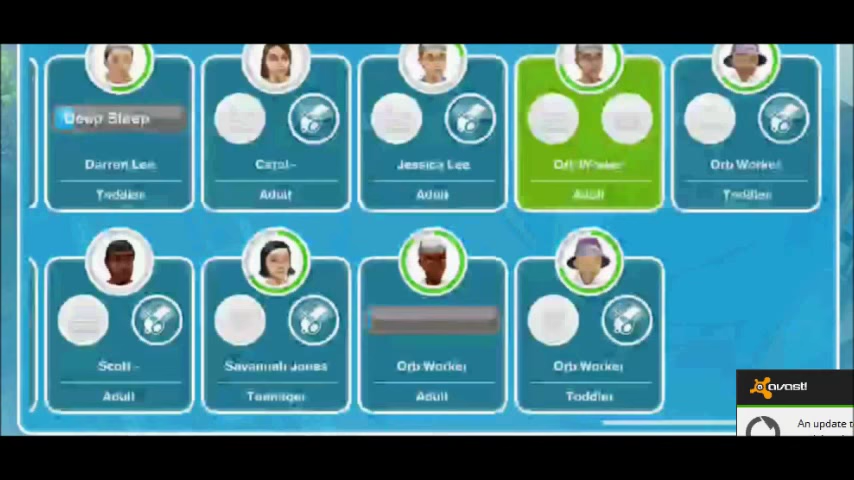 Deep Sleep
Darren Lee
Carol-
Jessica Lee
Orb Worker
Orb Worker
Toddler
Adult
Adult
Adult
Toddler
Scott -
Savannah Jones
Orb Worker
Orb Worker
Adult
Teenager
Adult
Toddler
avast!
An update t